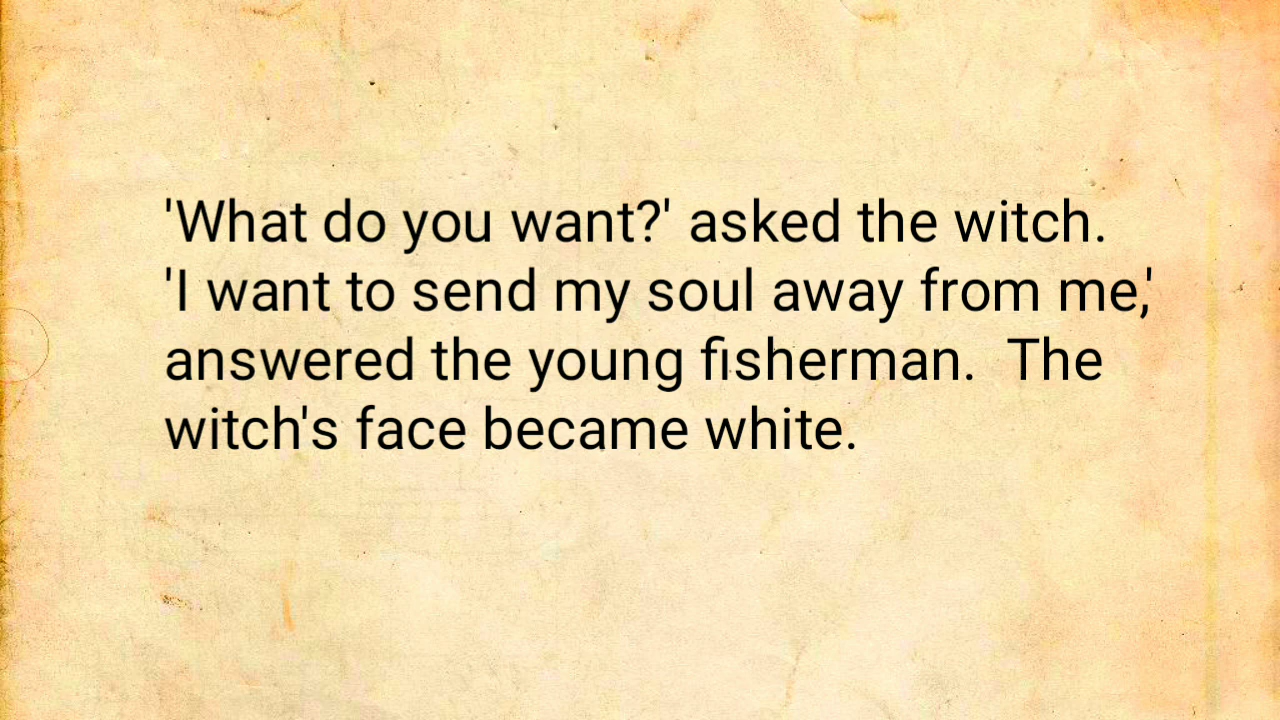 'What do you want?' asked the witch.
'I want to send my soul away from me,'
answered the young fisherman.  The
witch's face became white.